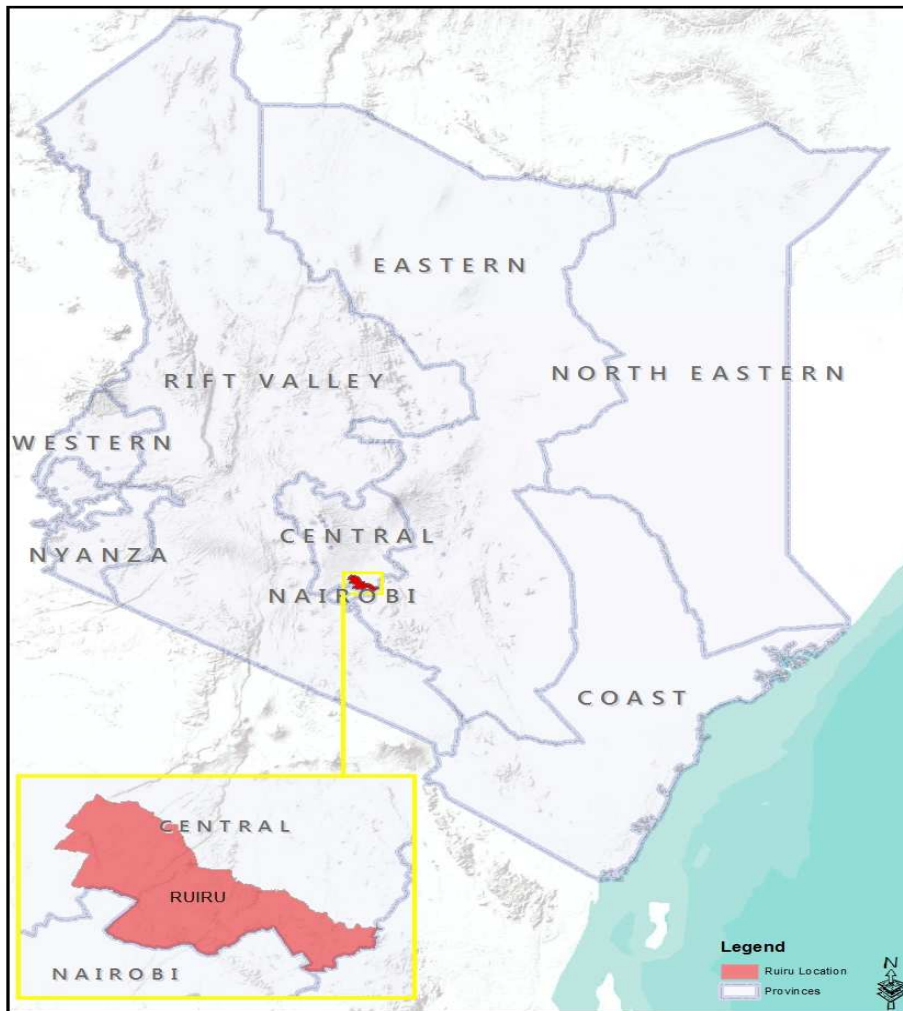 EASTERN
RIFT VALLEY
NORTH EASTERN
WESTERN
CENTRAL
NYANZA
NAIROBI
COAST
CENTRAL
RUIRU
NAIROBI
Legend
Ruiru Location
Provinces
N